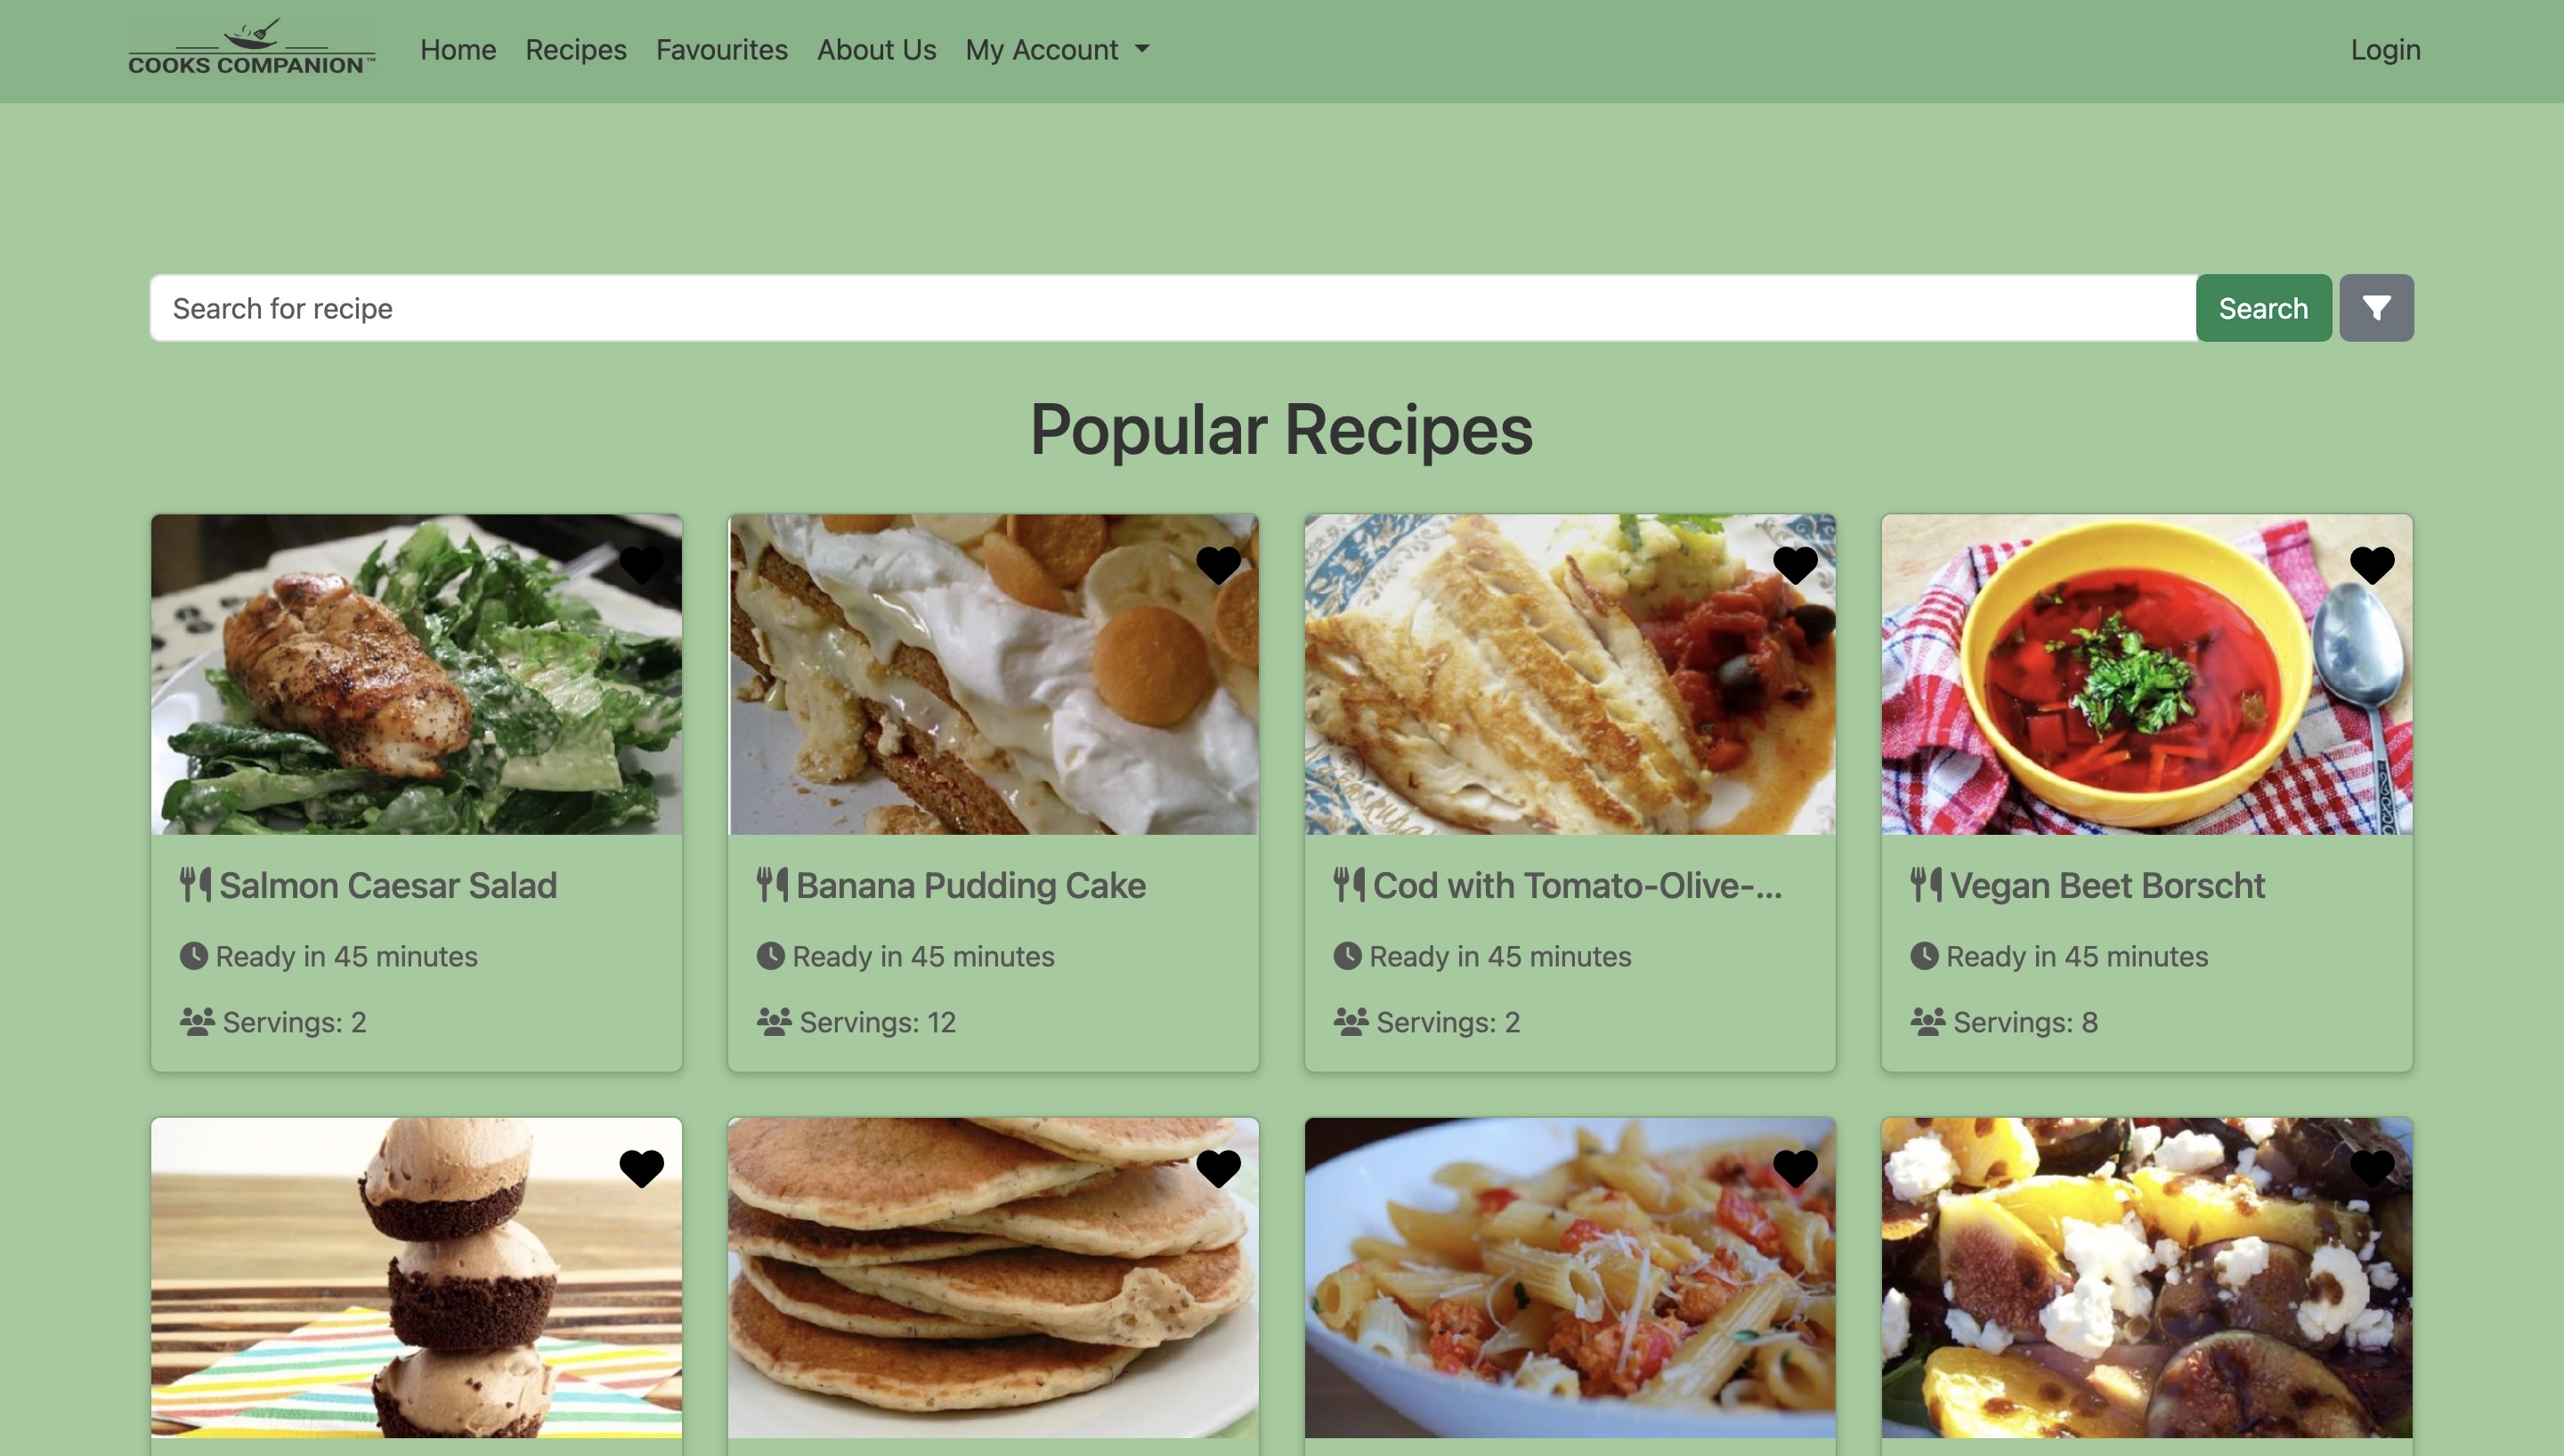 COOKS COMPANION™
Home Recipes Favourites About Us My Account
Login
Search for recipe
Search
Popular Recipes
Salmon Caesar Salad
Ready in 45 minutes
Servings: 2
Banana Pudding Cake
Ready in 45 minutes
Servings: 12
Cod with Tomato-Olive-...
Ready in 45 minutes
Servings: 2
Vegan Beet Borscht
Ready in 45 minutes
Servings: 8